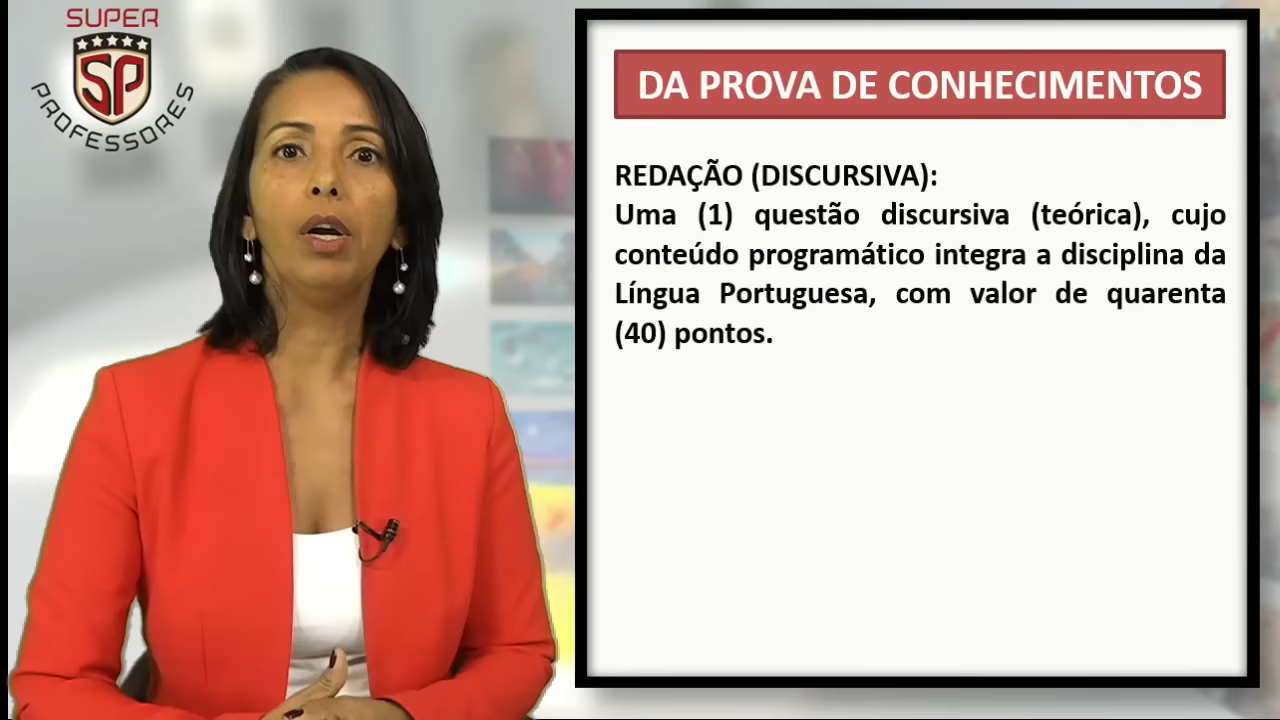 SUPER
SP
PROFESSORES
DA PROVA DE CONHECIMENTOS
REDAÇÃO (DISCURSIVA):
Uma (1) questão discursiva (teórica), cujo
conteúdo programático integra a disciplina da
Língua Portuguesa, com valor de quarenta
(40) pontos.